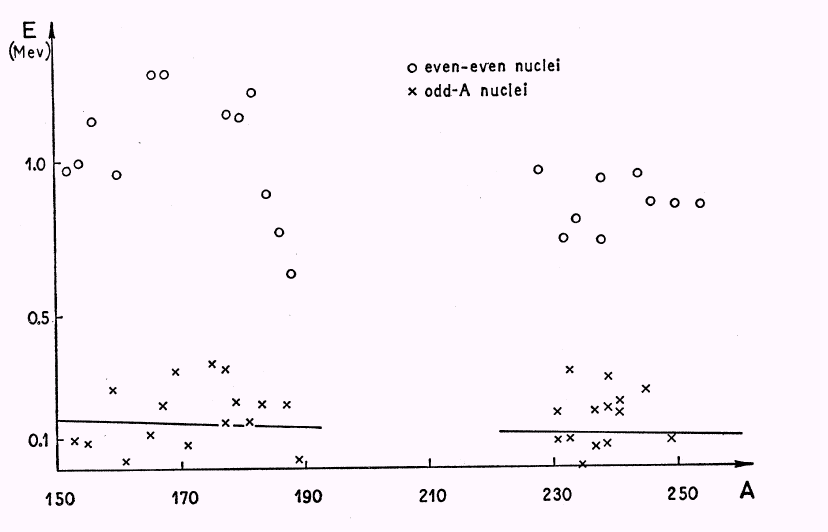 E
(Mev)
o even-even nuclei
x odd-A nuclei
1.0
0.5
0.1
150 170 190 210 230 250 A